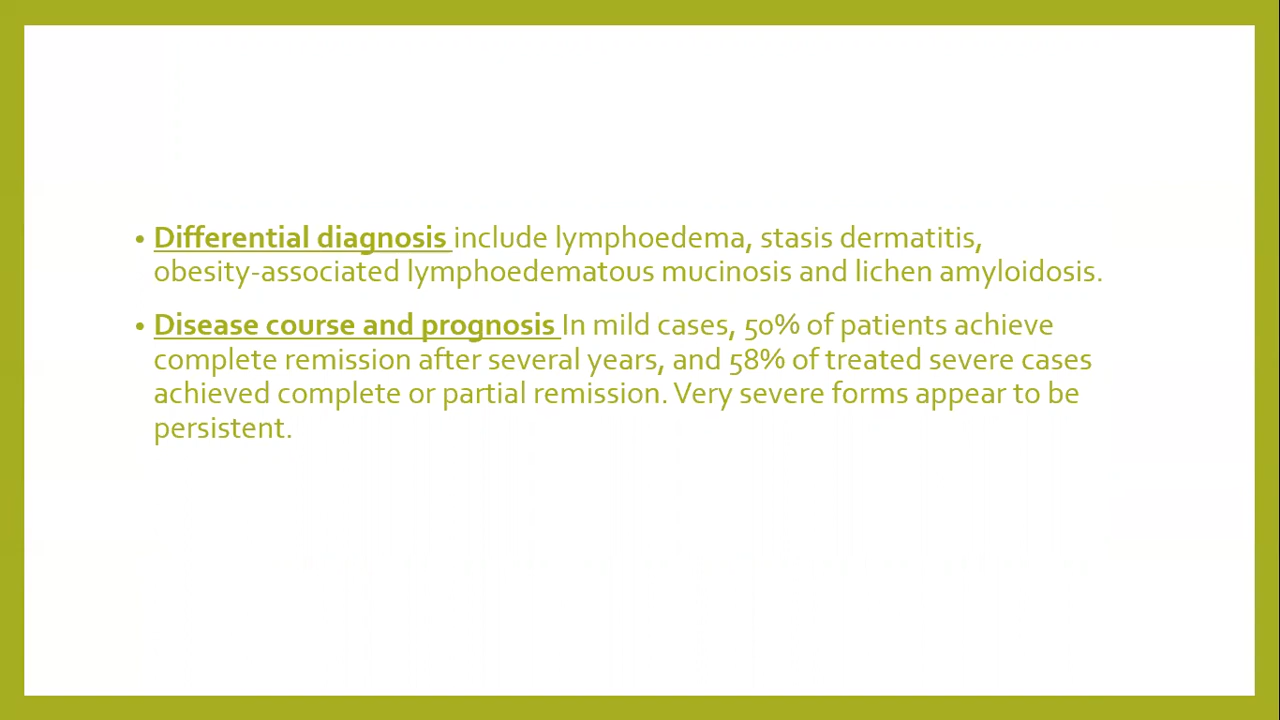 • Differential diagnosis include lymphoedema, stasis dermatitis,
obesity-associated lymphoedematous mucinosis and lichen amyloidosis.
• Disease course and prognosis In mild cases, 50% of patients achieve
complete remission after several years, and 58% of treated severe cases
achieved complete or partial remission. Very severe forms appear to be
persistent.